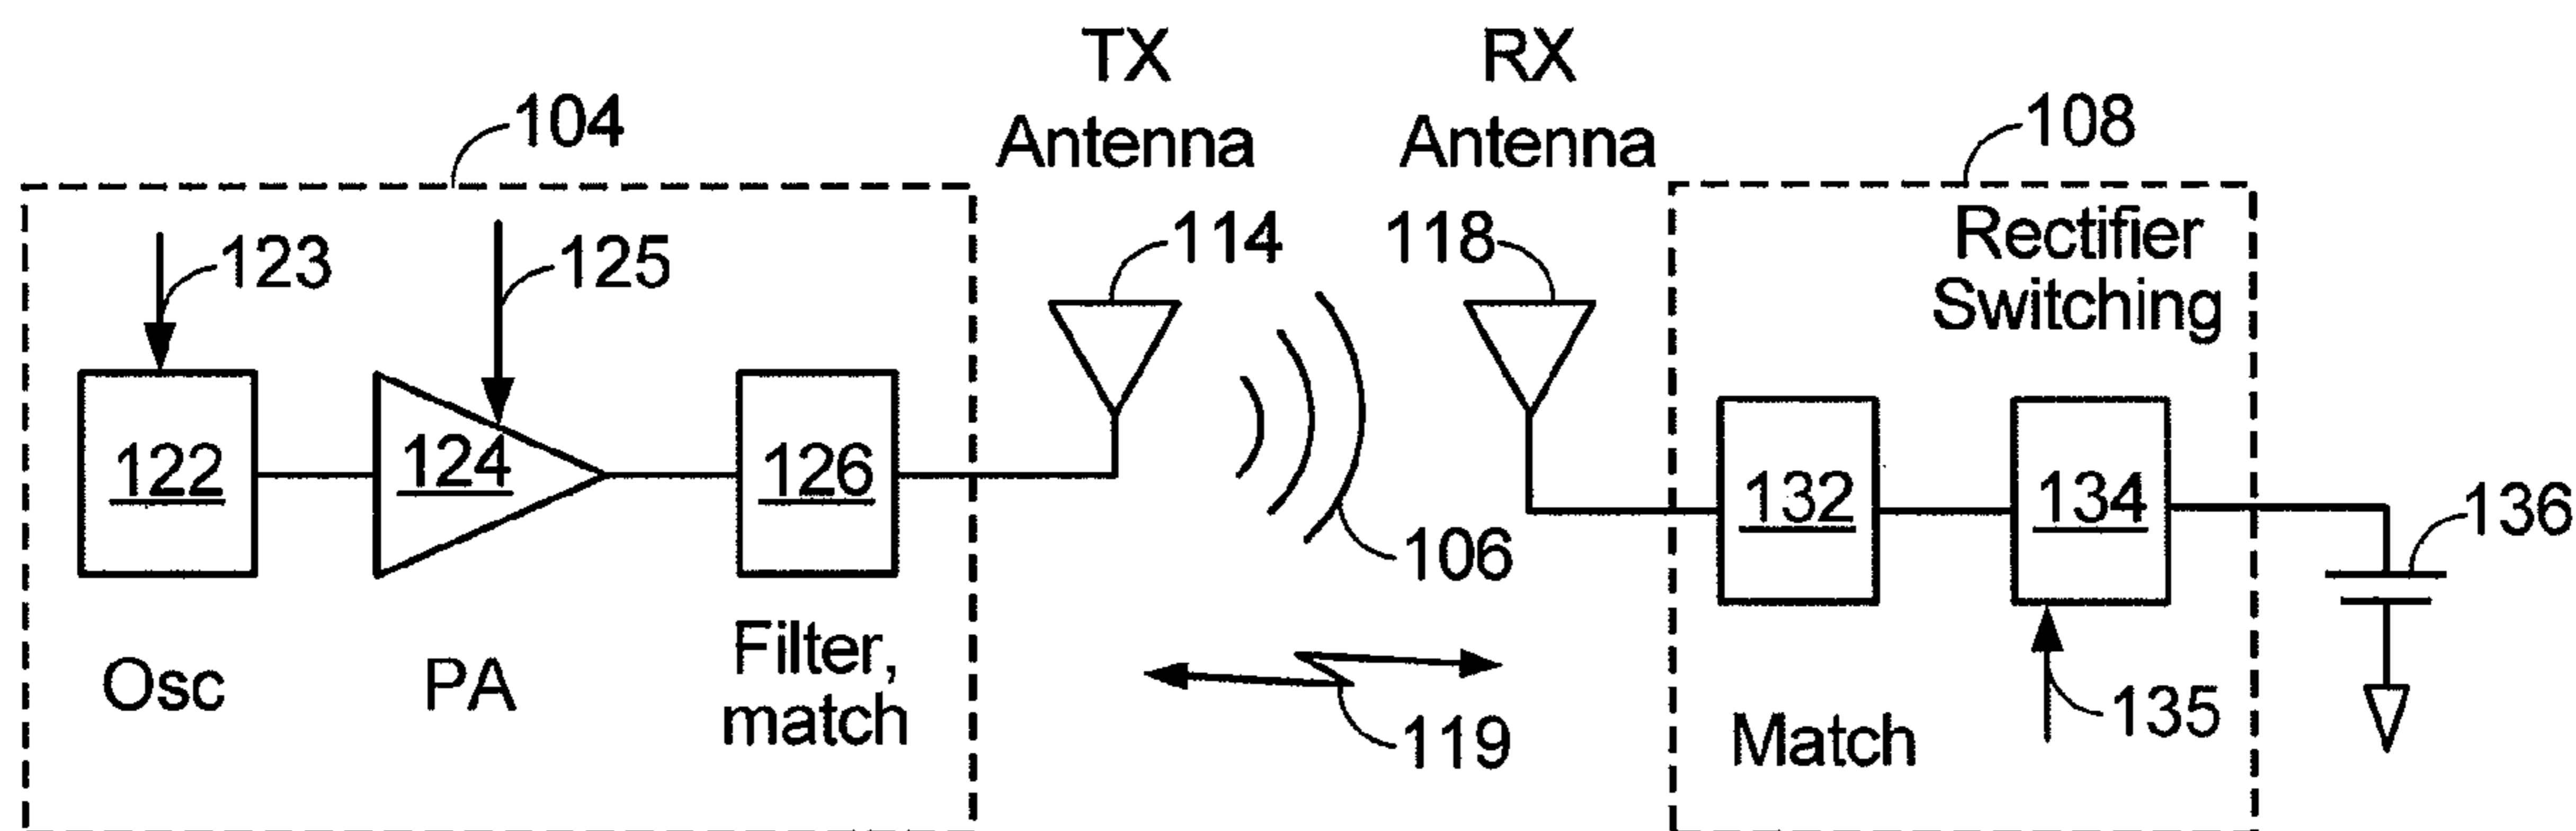 TX
Antenna
RX
Antenna
104
108
123
125
114
118
Rectifier
Switching
122
124
126
106
132
134
136
Osc
PA
Filter,
match
119
Match
135